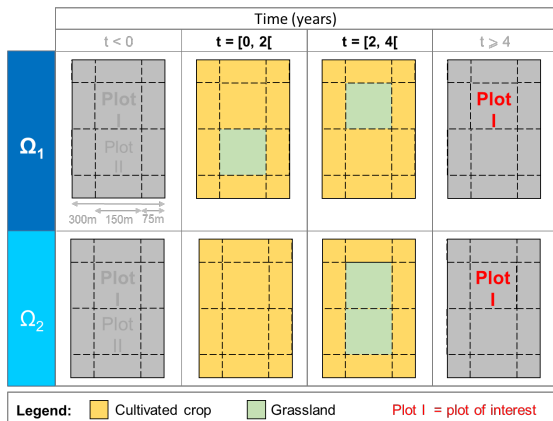 Time (years)
t < 0
t = [0, 2[
t = [2, 4[
t ⩾ 4
Ω1
Plot
I
Plot
II
Plot
I
300m
150m
75m
Ω2
Plot
I
Plot
II
Plot
I
Legend:
Cultivated crop
Grassland
Plot I = plot of interest